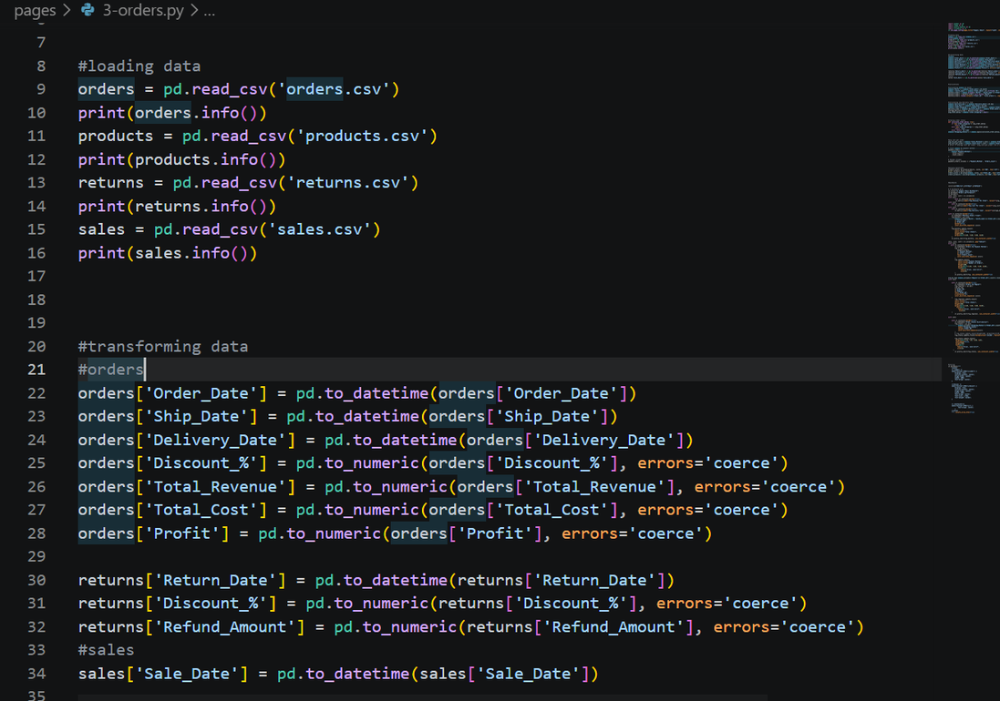 pages > 3-orders.py > ...
7
8 #loading data
9 orders = pd.read_csv('orders.csv')
10 print(orders.info())
11 products = pd.read_csv('products.csv')
12 print(products.info())
13 returns = pd.read_csv('returns.csv')
14 print(returns.info())
15 sales = pd.read_csv('sales.csv')
16 print(sales.info())
17
18
19
20 #transforming data
21 #orders
22 orders['Order_Date'] = pd.to_datetime(orders['Order_Date'])
23 orders['Ship_Date'] = pd.to_datetime(orders['Ship_Date'])
24 orders['Delivery_Date'] = pd.to_datetime(orders['Delivery_Date'])
25 orders['Discount_%'] = pd.to_numeric(orders['Discount_%'], errors='coerce')
26 orders['Total_Revenue'] = pd.to_numeric(orders['Total_Revenue'], errors='coerce')
27 orders['Total_Cost'] = pd.to_numeric(orders['Total_Cost'], errors='coerce')
28 orders['Profit'] = pd.to_numeric(orders['Profit'], errors='coerce')
29
30 returns['Return_Date'] = pd.to_datetime(returns['Return_Date'])
31 returns['Discount_%'] = pd.to_numeric(returns['Discount_%'], errors='coerce')
32 returns['Refund_Amount'] = pd.to_numeric(returns['Refund_Amount'], errors='coerce')
33 #sales
34 sales['Sale_Date'] = pd.to_datetime(sales['Sale_Date'])
35